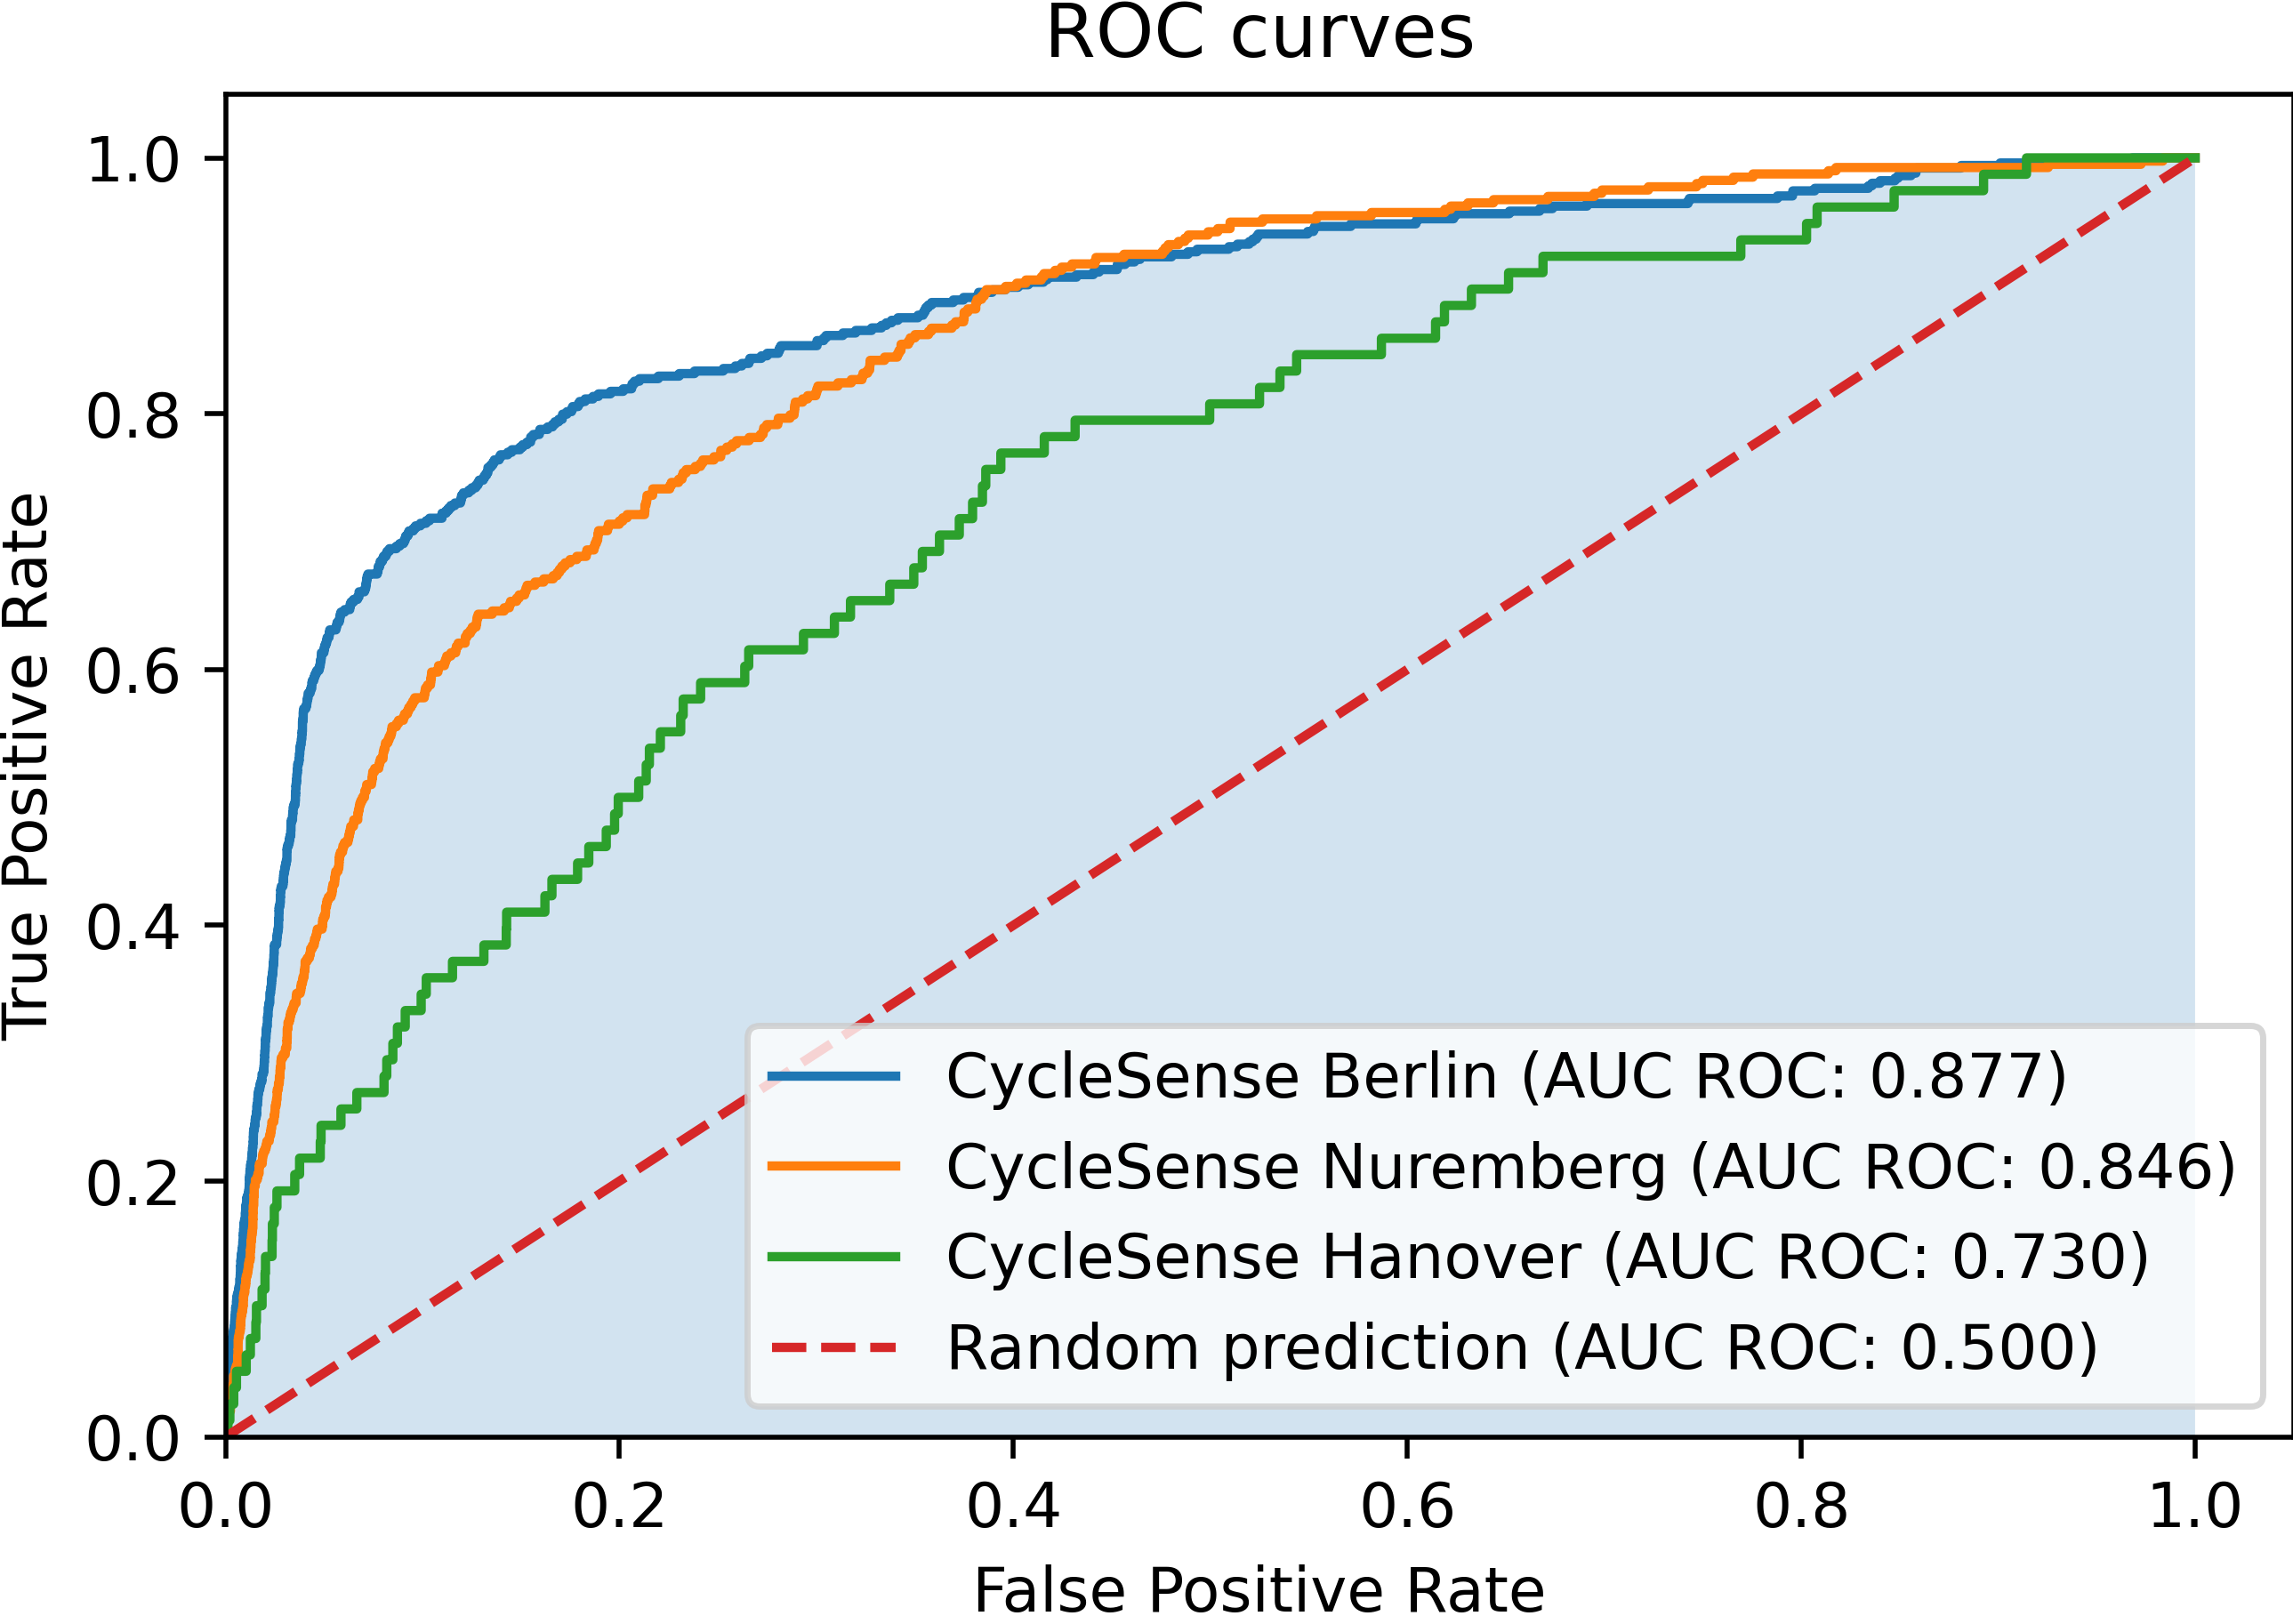 ROC curves
True Positive Rate
1.0
0.8
0.6
0.4
0.2
0.0
CycleSense Berlin (AUC ROC: 0.877)
CycleSense Nuremberg (AUC ROC: 0.846)
CycleSense Hanover (AUC ROC: 0.730)
Random prediction (AUC ROC: 0.500)
0.0 0.2 0.4 0.6 0.8 1.0
False Positive Rate